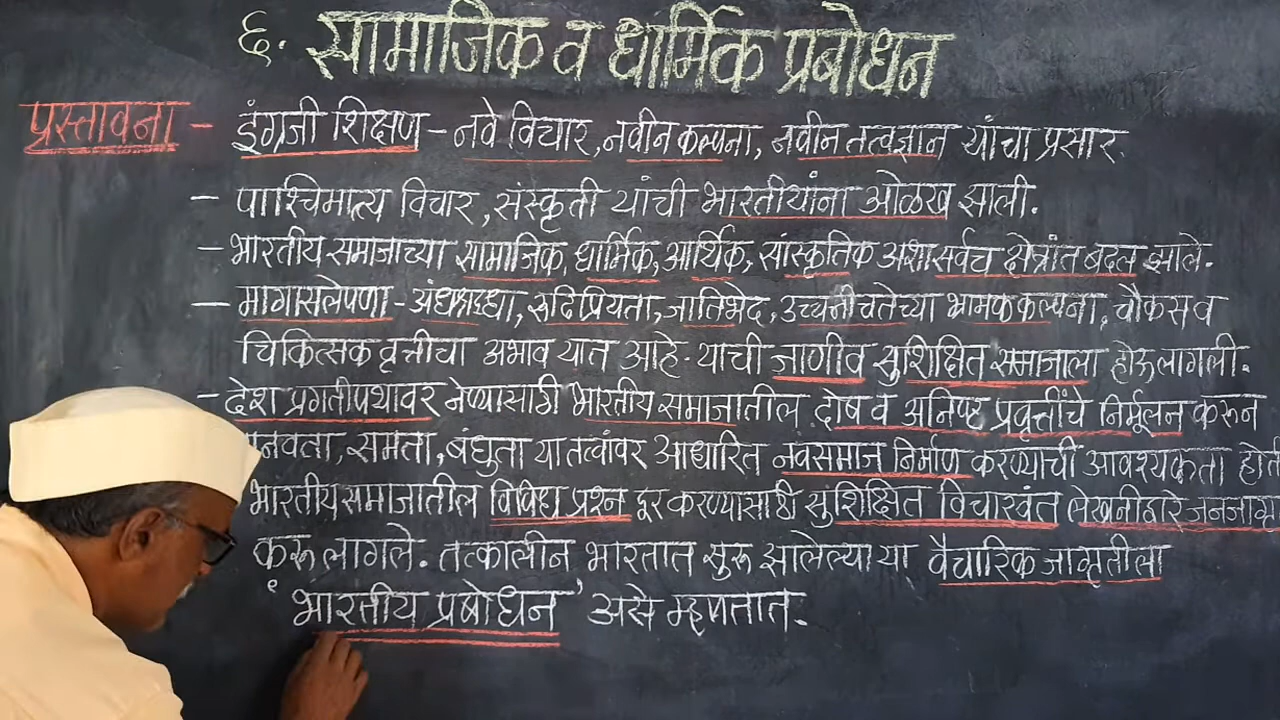 ६. सामाजिक व धार्मिक प्रबोधन
प्रस्तावना - इंग्रजी शिक्षण - नवे विचार, नवीन कल्पना, नवीन तत्वज्ञान यांचा प्रसार.
- पाश्चिमात्य विचार, संस्कृती यांची भारतीयांना ओळख झाली.
- भारतीय समाजाच्या सामाजिक, धार्मिक, आर्थिक, सांस्कृतिक अशा सर्वच क्षेत्रांत बदल झाले.
- मागासलेपणा - अंधश्रध्धा, रूढिप्रियता, जातिभेद, उच्चनीचतेच्या भ्रामक कल्पना, चौकस व
चिकित्सक वृत्तीचा अभाव यात आहे - याची जाणीव सुशिक्षित समाजाला होऊ लागली.
- देश प्रगतीपथावर नेण्यासाठी भारतीय समाजातील दोष व अनिष्ट प्रवृत्तींचे निर्मूलन करून
समता, बंधुता या तत्वांवर आधारित नवसमाज निर्माण करण्याची आवश्यकता
भारतीय समाजातील विविध प्रश्न दूर करण्यासाठी सुशिक्षित विचारवंत लेखनीद्वारे
करू लागले. तत्कालीन भारतात सुरू झालेल्या या वैचारिक जागृतीला
'भारतीय प्रबोधन' असे म्हणतात.